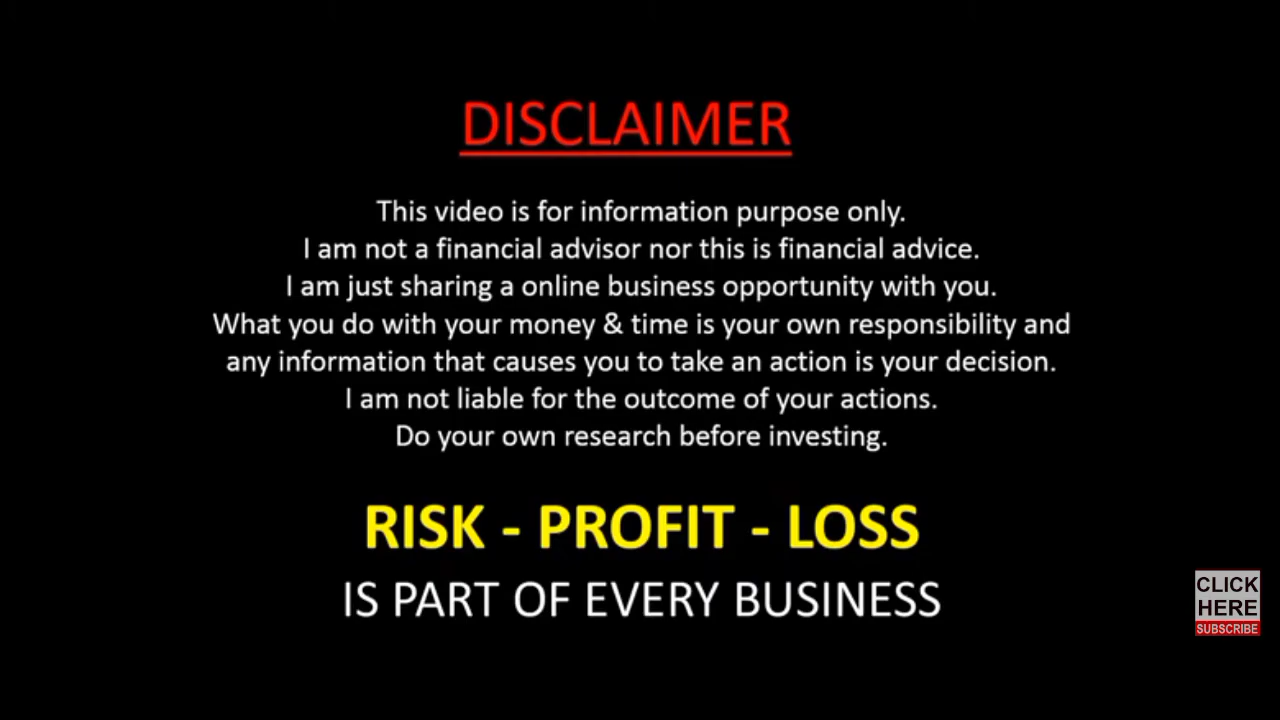 DISCLAIMER
This video is for information purpose only.
I am not a financial advisor nor this is financial advice.
I am just sharing a online business opportunity with you.
What you do with your money & time is your own responsibility and
any information that causes you to take an action is your decision.
I am not liable for the outcome of your actions.
Do your own research before investing.
RISK - PROFIT - LOSS
IS PART OF EVERY BUSINESS
CLICK
HERE
SUBSCRIBE